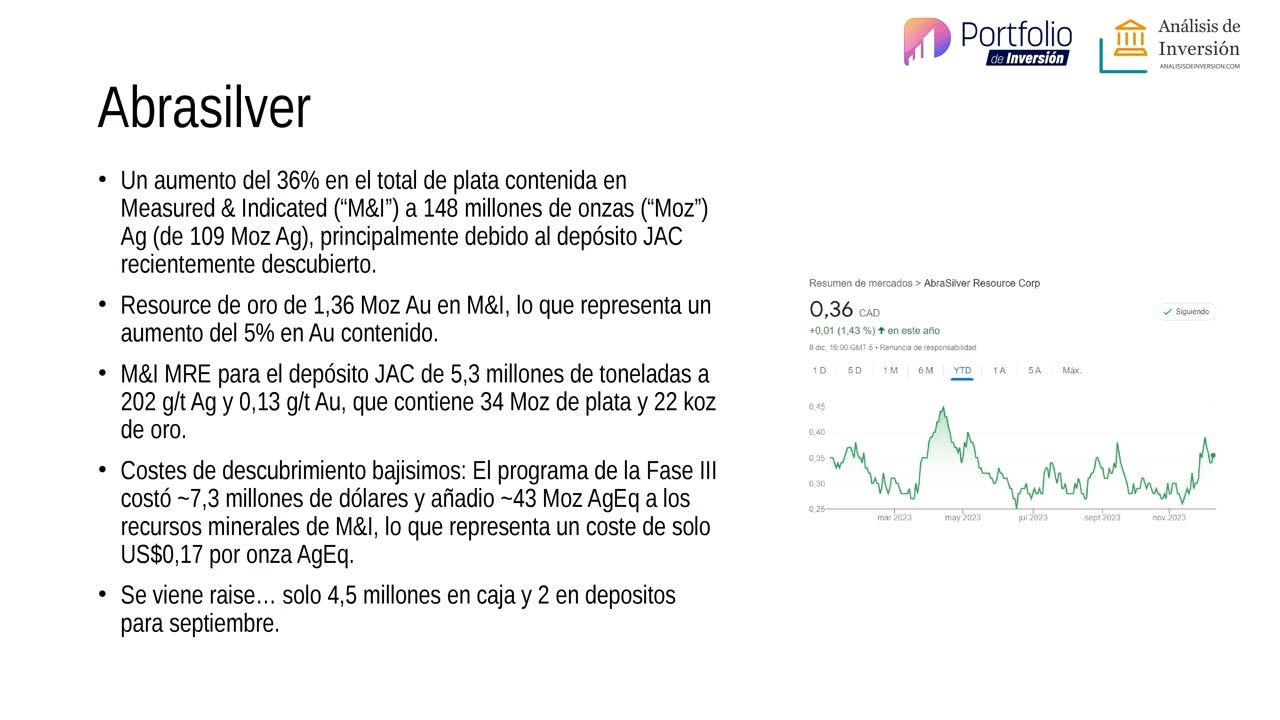 Portfolio
de Inversión
Análisis de
Inversión
ANALISISDEINVERSION.COM
Abrasilver
• Un aumento del 36% en el total de plata contenida en
Measured & Indicated (“M&I”) a 148 millones de onzas (“Moz”)
Ag (de 109 Moz Ag), principalmente debido al depósito JAC
recientemente descubierto.
• Resource de oro de 1,36 Moz Au en M&I, lo que representa un
aumento del 5% en Au contenido.
• M&I MRE para el depósito JAC de 5,3 millones de toneladas a
202 g/t Ag y 0,13 g/t Au, que contiene 34 Moz de plata y 22 koz
de oro.
• Costes de descubrimiento bajisimos: El programa de la Fase III
costó ~7,3 millones de dólares y añadio ~43 Moz AgEq a los
recursos minerales de M&I, lo que representa un coste de solo
US$0,17 por onza AgEq.
• Se viene raise… solo 4,5 millones en caja y 2 en depositos
para septiembre.
Resumen de mercados > AbraSilver Resource Corp
0,36 CAD
Siguiendo
+0,01 (1,43 %) ↑ en este año
8 dic, 16:00 GMT-5 • Renuncia de responsabilidad
1 D 5 D 1 M 6 M YTD 1 A 5 A Máx.
0,45
0,40
0,35
0,30
0,25
mar 2023 may 2023 jul 2023 sept 2023 nov 2023